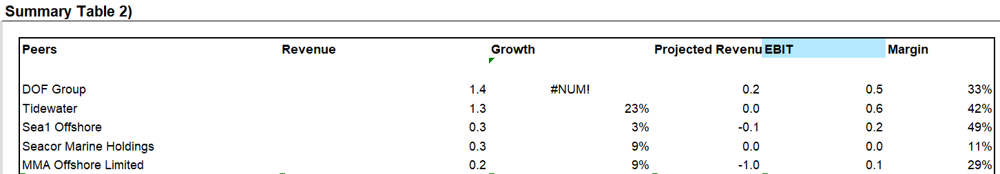 Summary Table 2)
Peers Revenue Growth Projected Revenu EBIT Margin
DOF Group 1.4 #NUM! 0.2 0.5 33%
Tidewater 1.3 23% 0.0 0.6 42%
Sea1 Offshore 0.3 3% -0.1 0.2 49%
Seacor Marine Holdings 0.3 9% 0.0 0.0 11%
MMA Offshore Limited 0.2 9% -1.0 0.1 29%